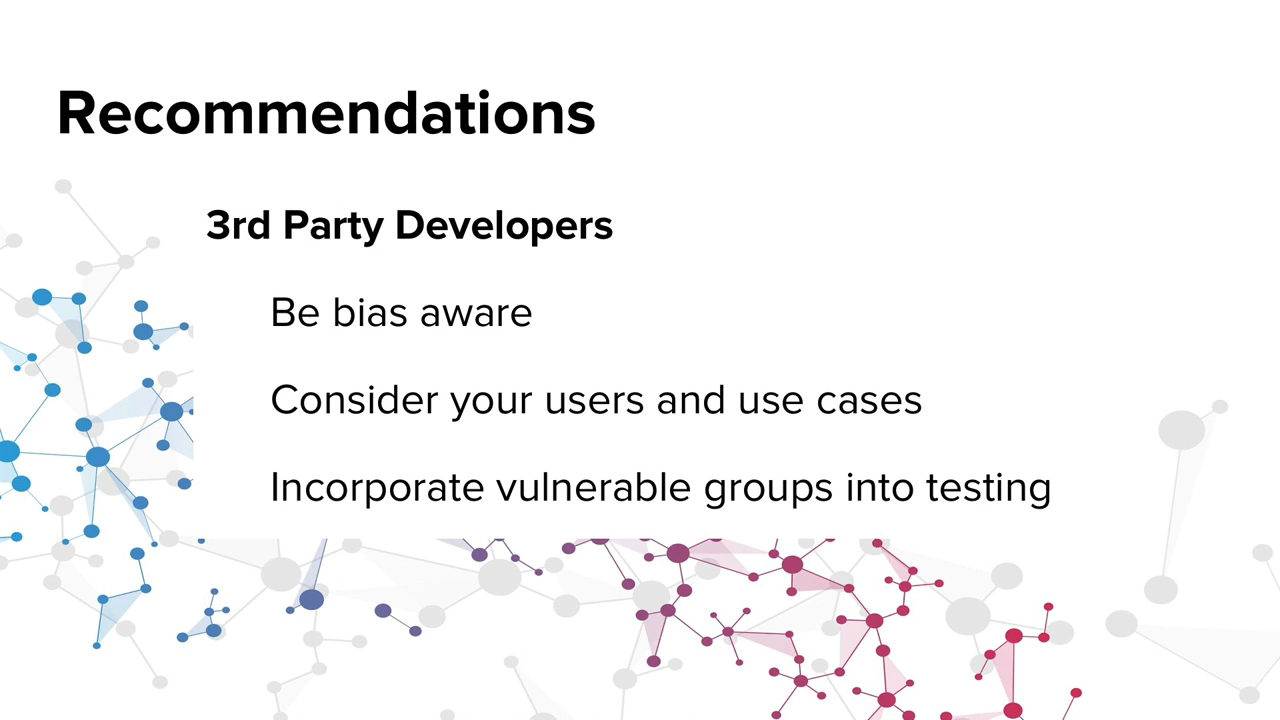 Recommendations
3rd Party Developers
Be bias aware
Consider your users and use cases
Incorporate vulnerable groups into testing